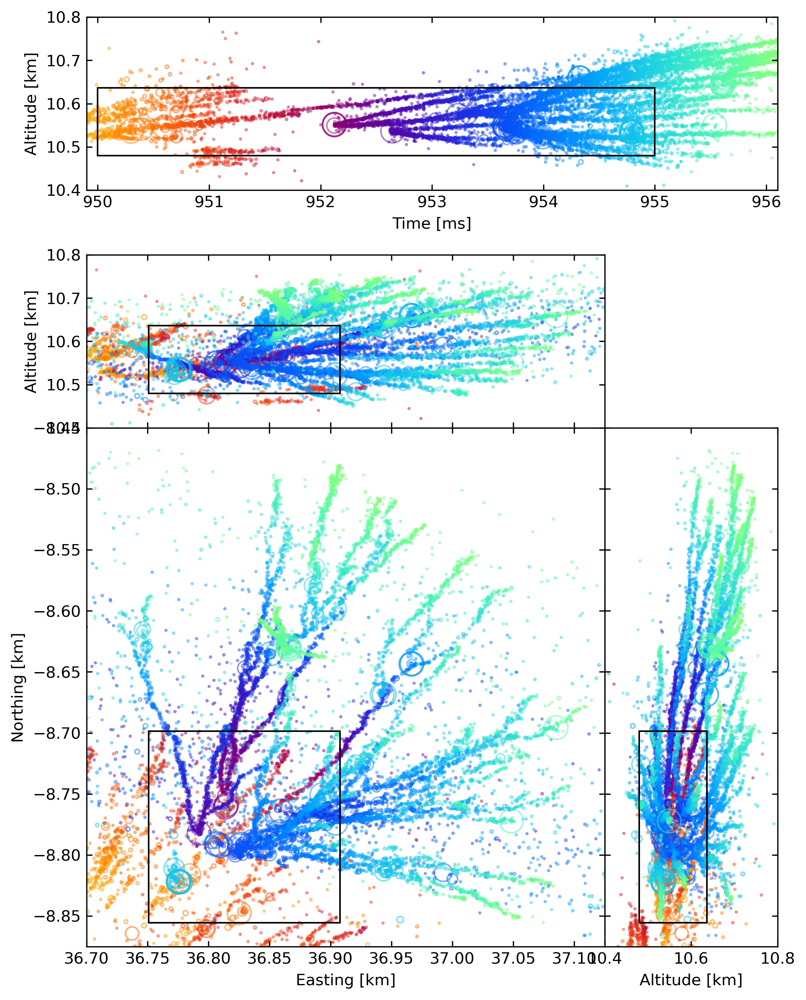 10.8
10.7
10.6
10.5
10.4
Altitude [km]
950 951 952 953 954 955 956
Time [ms]
10.8
10.7
10.6
10.5
10.4
Altitude [km]
−8.45
−8.50
−8.55
−8.60
−8.65
−8.70
−8.75
−8.80
−8.85
Northing [km]
36.70 36.75 36.80 36.85 36.90 36.95 37.00 37.05 37.10
10.4 10.6 10.8
Easting [km]
Altitude [km]